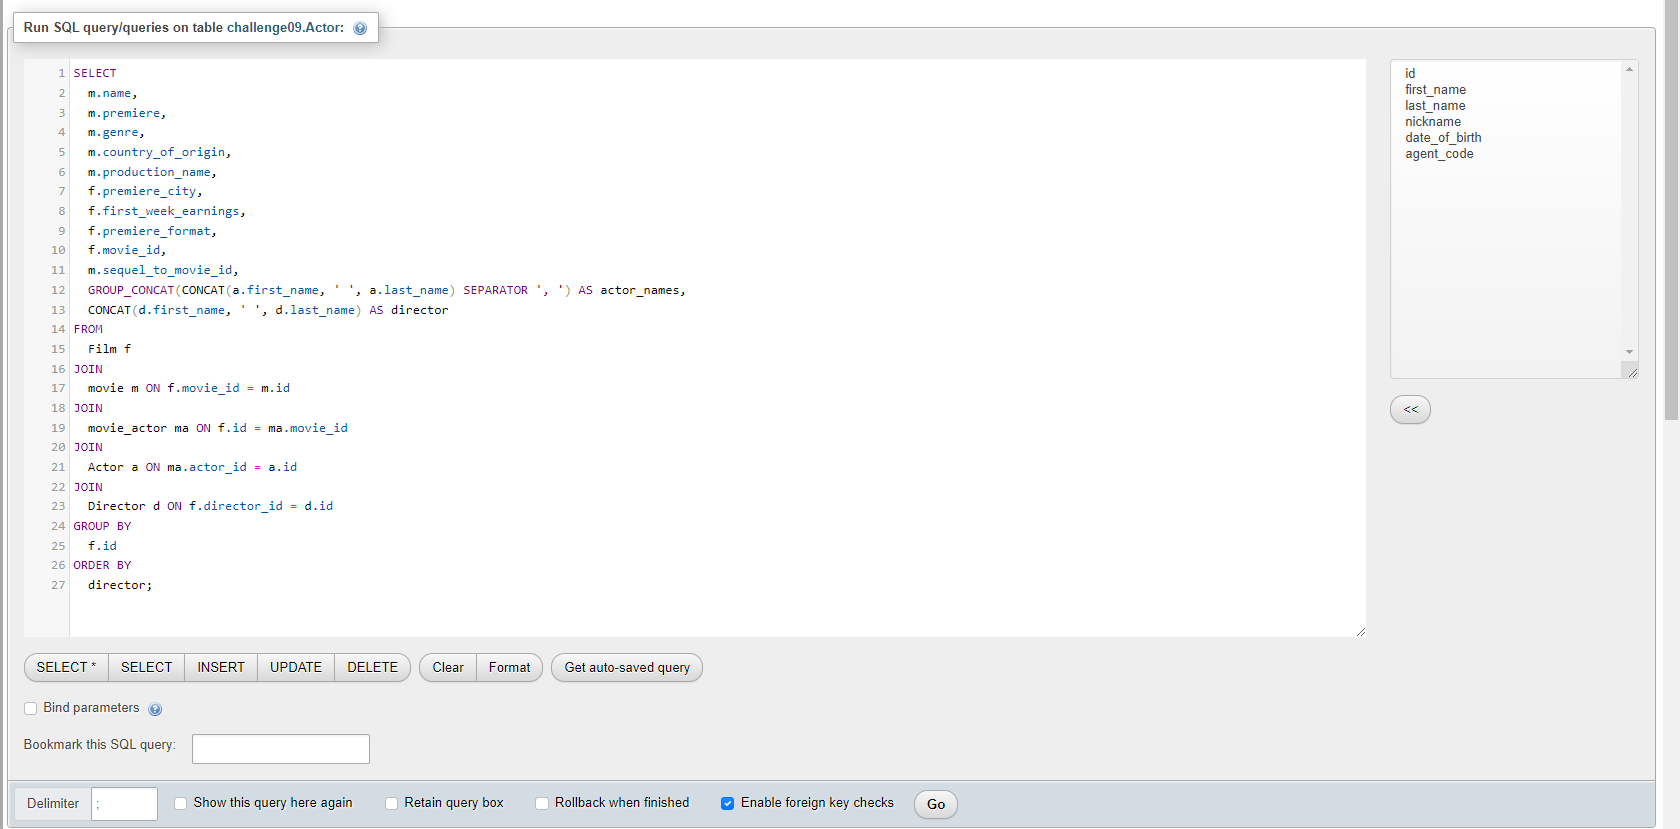 Run SQL query/queries on table challenge09.Actor:
1 SELECT
2 m.name,
3 m.premiere,
4 m.genre,
5 m.country_of_origin,
6 m.production_name,
7 f.premiere_city,
8 f.first_week_earnings,
9 f.premiere_format,
10 f.movie_id,
11 m.sequel_to_movie_id,
12 GROUP_CONCAT(CONCAT(a.first_name, ' ', a.last_name) SEPARATOR ', ') AS actor_names,
13 CONCAT(d.first_name, ' ', d.last_name) AS director
14 FROM
15 Film f
16 JOIN
17 movie m ON f.movie_id = m.id
18 JOIN
19 movie_actor ma ON f.id = ma.movie_id
20 JOIN
21 Actor a ON ma.actor_id = a.id
22 JOIN
23 Director d ON f.director_id = d.id
24 GROUP BY
25 f.id
26 ORDER BY
27 director;
id
first_name
last_name
nickname
date_of_birth
agent_code
<<
SELECT * SELECT INSERT UPDATE DELETE Clear Format Get auto-saved query
Bind parameters
Bookmark this SQL query:
Delimiter ; Show this query here again Retain query box Rollback when finished Enable foreign key checks Go